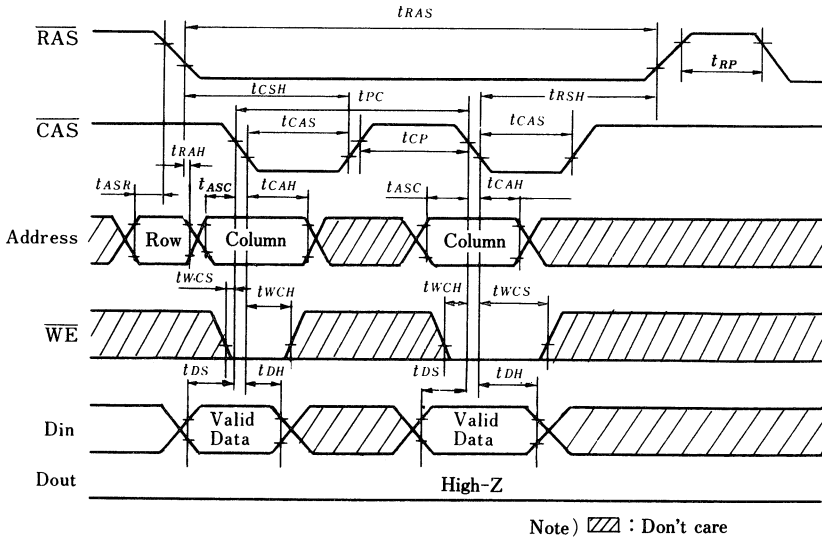 tRAS
RAS
tRP
tCSH
tPC
tRSH
CAS
tCAS
tCP
tCAS
tRAH
tASR
tASC
tCAH
tASC
tCAH
Address
Row
Column
Column
tWCS
tWCH
tWCH
tWCS
WE
tDS
tDH
tDS
tDH
Din
Valid
Data
Valid
Data
Dout
High-Z
Note) : Don't care